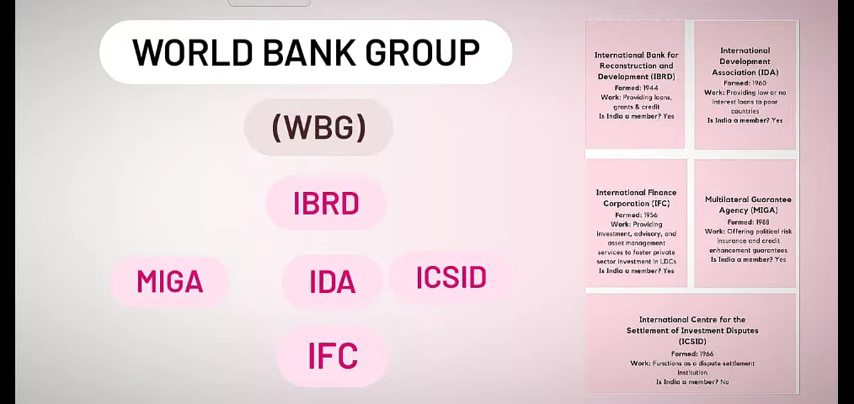 WORLD BANK GROUP
(WBG)
IBRD
MIGA
IDA
ICSID
IFC
International Bank for
Reconstruction and
Development (IBRD)
Formed: 1944
Work: Providing loans,
grants & credit
Is India a member? Yes
International
Development
Association (IDA)
Formed: 1960
Work: Providing low or no
interest loans to poor
countries
Is India a member? Yes
International Finance
Corporation (IFC)
Formed: 1956
Work: Providing
investment, advisory, and
asset management
services to foster private
sector investment in LDCs
Is India a member? Yes
Multilateral Guarantee
Agency (MIGA)
Formed: 1988
Work: Offering political risk
insurance and credit
enhancement guarantees
Is India a member? Yes
International Centre for the
Settlement of Investment Disputes
(ICSID)
Formed: 1966
Work: Functions as a dispute settlement
institution
Is India a member? No